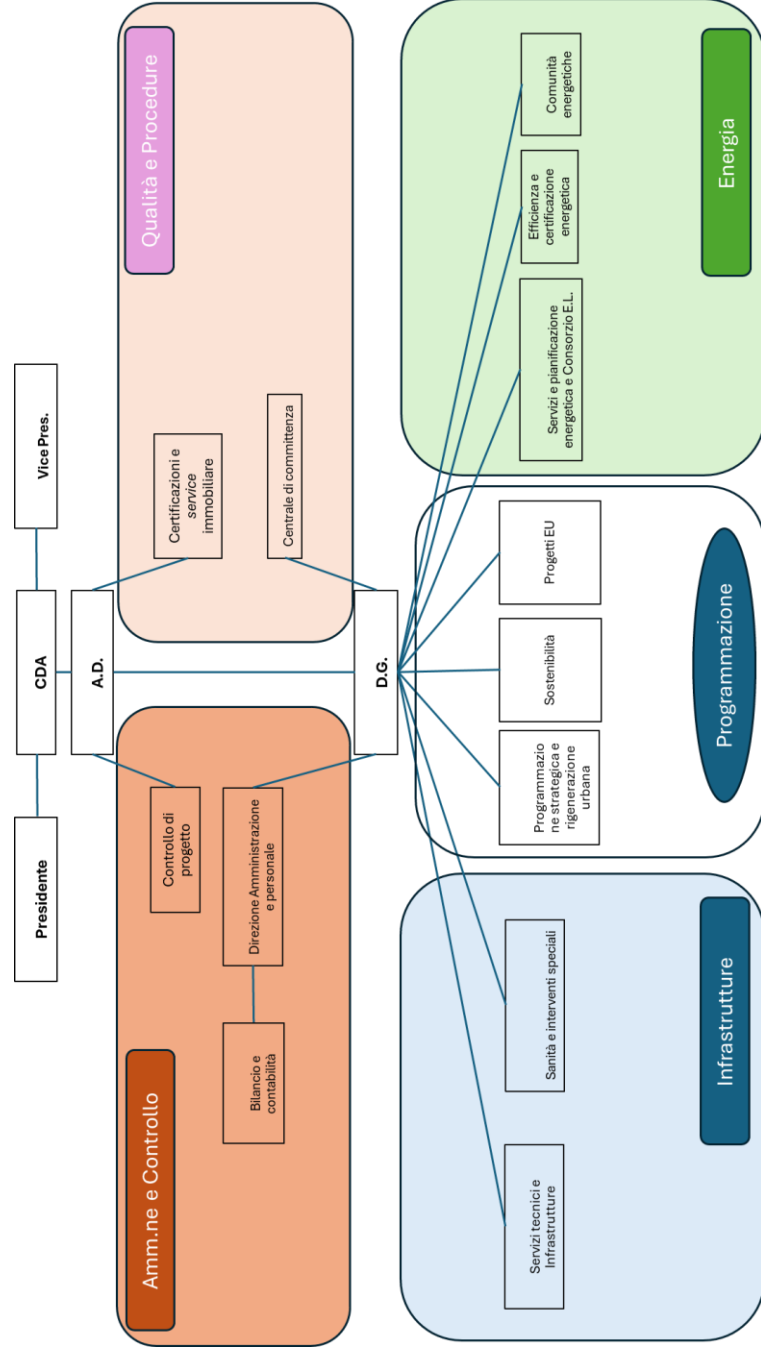 Presidente
CDA
Vice Pres.
A.D.
Amm.ne e Controllo
Controllo di
progetto
Bilancio e
contabilità
Direzione Amministrazione
e personale
Qualità e Procedure
Certificazioni e
service
immobiliare
Centrale di committenza
D.G.
Servizi tecnici e
Infrastrutture
Sanità e interventi speciali
Infrastrutture
Programmazio
ne strategica e
rigenerazione
urbana
Sostenibilità
Progetti EU
Programmazione
Servizi e pianificazione
energetica e Consorzio E.L.
Efficienza e
certificazione
energetica
Comunità
energetiche
Energia